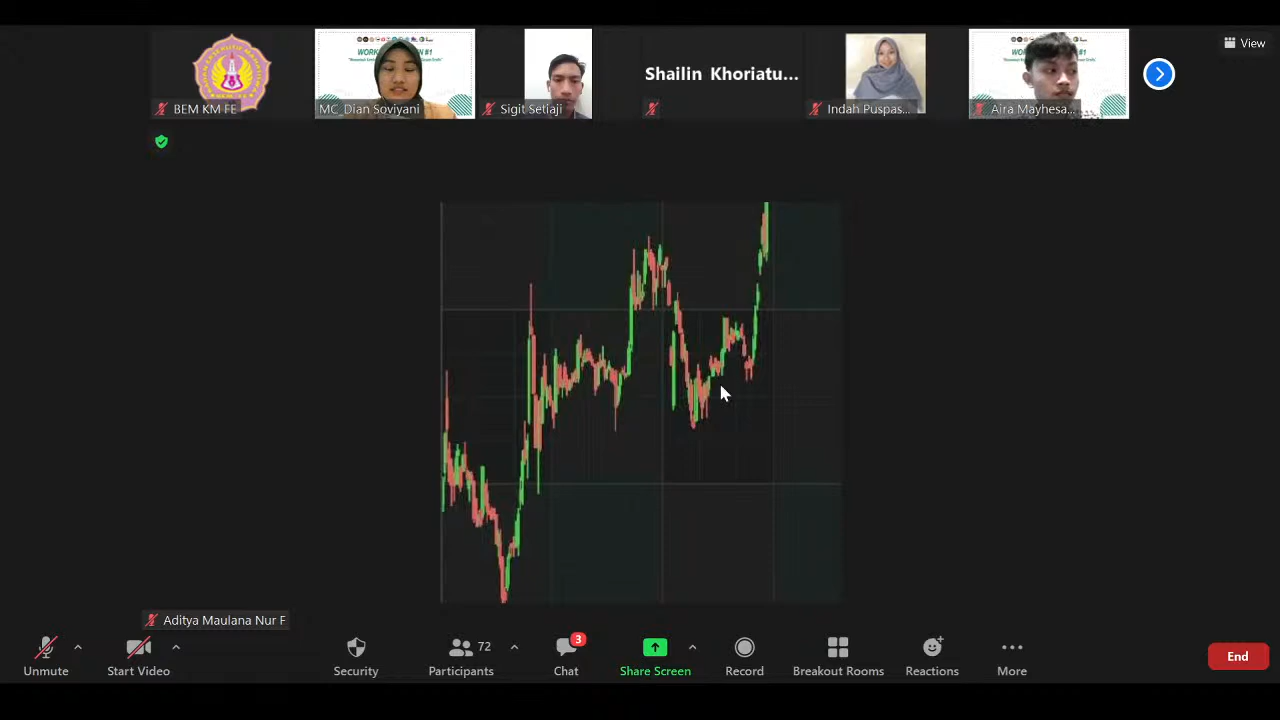 Shailin Khoriatu...
View
BEM KM FE
MC_Dian Soviyani
Sigit Setiaji
Indah Puspas...
Aira Mayhesa...
Aditya Maulana Nur F
72
3
Unmute
Start Video
Security
Participants
Chat
Share Screen
Record
Breakout Rooms
Reactions
More
End